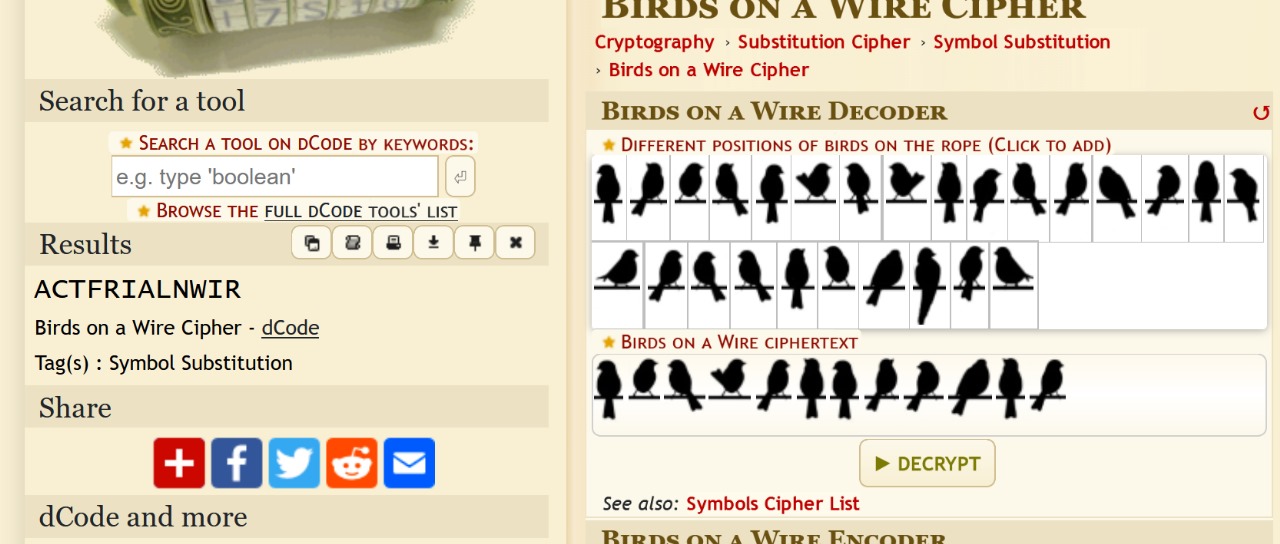 Search for a tool
★ Search a tool on dCode by keywords:
e.g. type 'boolean'
★ Browse the full dCode tools' list
Results
ACTFRIALNWIR
Birds on a Wire Cipher - dCode
Tag(s) : Symbol Substitution
Share
dCode and more
Birds on a Wire Cipher
Cryptography › Substitution Cipher › Symbol Substitution
› Birds on a Wire Cipher
Birds on a Wire Decoder
★ Different positions of birds on the rope (Click to add)
★ Birds on a Wire ciphertext
► DECRYPT
See also: Symbols Cipher List
Birds on a Wire Encoder